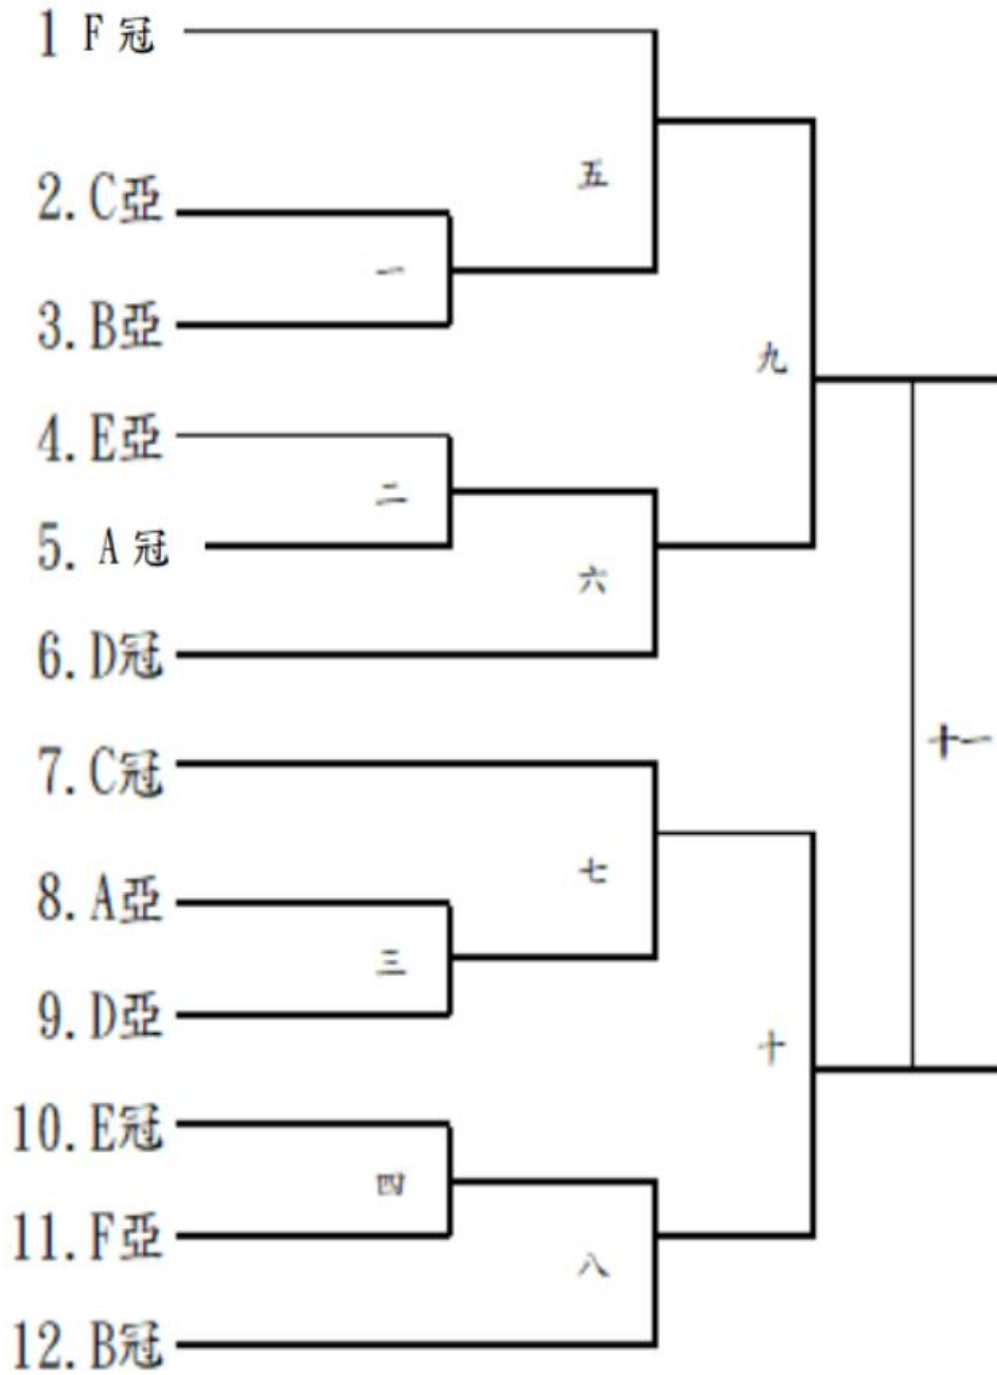 1 F冠
五
2.C亞
一
3.B亞
九
4.E亞
二
5. A冠
六
6.D冠
十一
7.C冠
七
8.A亞
三
9.D亞
十
10.E冠
四
11.F亞
八
12.B冠